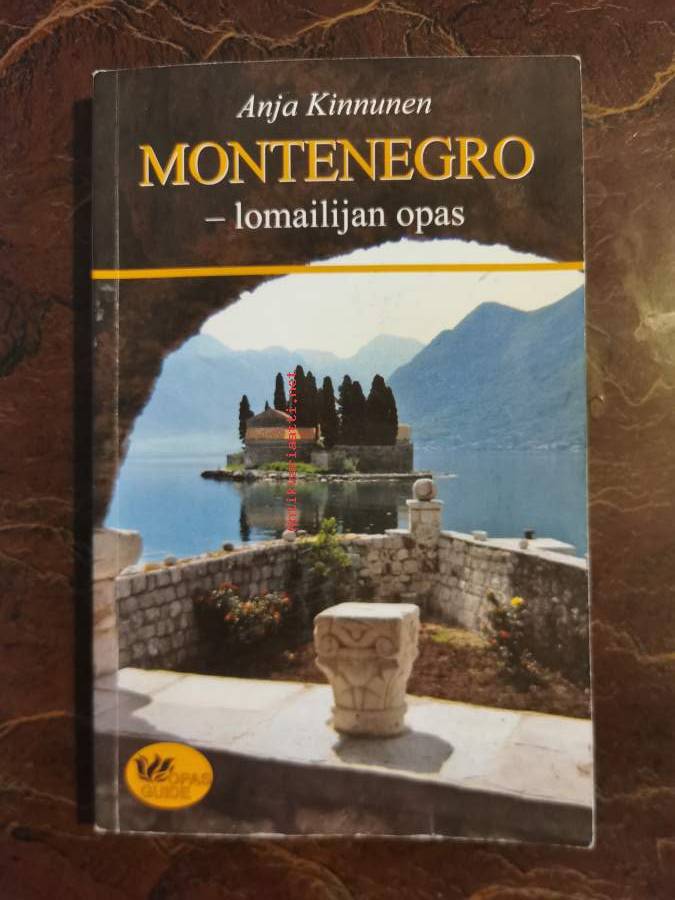 Anja Kinnunen
MONTENEGRO
– lomailijan opas
OPAS
GUIDE